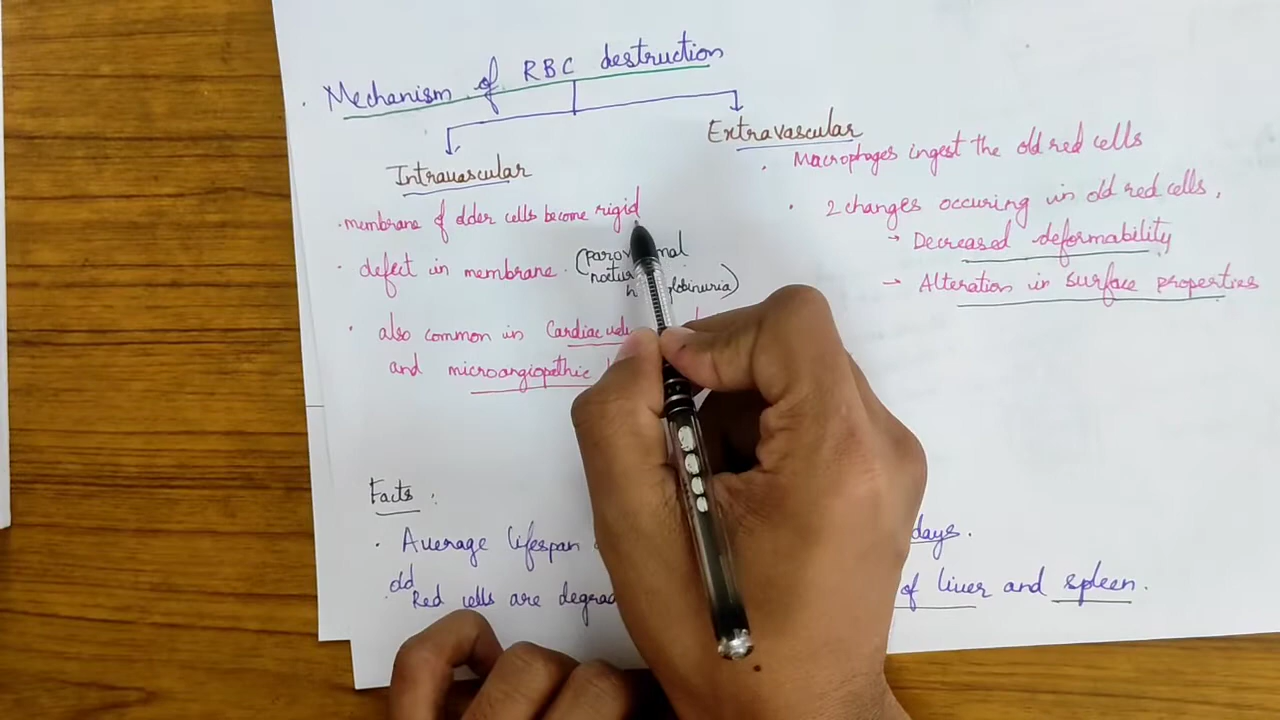 Mechanism of RBC destruction
Intravascular
• membrane of older cells become rigid
• defect in membrane. (
• also common in Cardiac
and microangiopathic
Extravascular
• Macrophages ingest the old red cells
• 2 changes occuring in old red cells,
→ Decreased deformability
→ Alteration in surface properties
Facts :
• Average lifespan days.
• old Red cells are of liver and spleen.